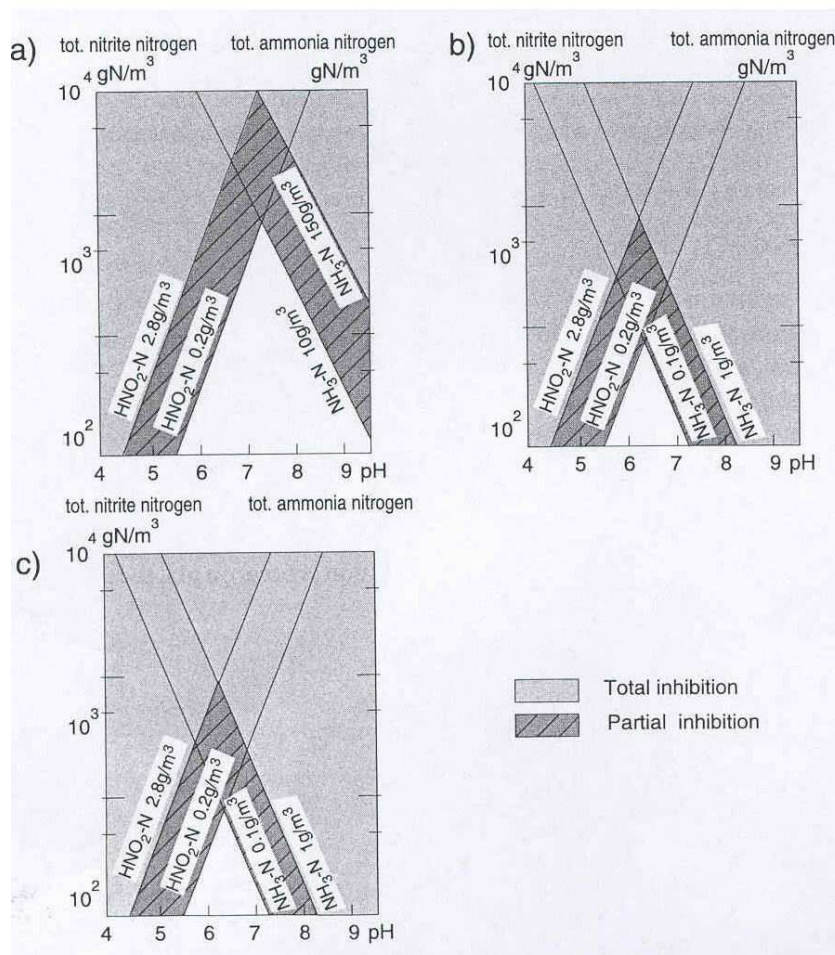 a)
tot. nitrite nitrogen
tot. ammonia nitrogen
10⁴ gN/m³
gN/m³
10³
10²
HNO₂-N 2.8g/m³
HNO₂-N 0.2g/m³
NH₃-N 10g/m³
NH₃-N 150g/m³
4 5 6 7 8 9 pH
b)
tot. nitrite nitrogen
tot. ammonia nitrogen
10⁴ gN/m³
gN/m³
10³
10²
HNO₂-N 2.8g/m³
HNO₂-N 0.2g/m³
NH₃-N 0.1g/m³
NH₃-N 1g/m³
4 5 6 7 8 9 pH
c)
tot. nitrite nitrogen
tot. ammonia nitrogen
10⁴ gN/m³
10³
10²
HNO₂-N 2.8g/m³
HNO₂-N 0.2g/m³
NH₃-N 0.1g/m³
NH₃-N 1g/m³
4 5 6 7 8 9 pH
Total inhibition
Partial inhibition